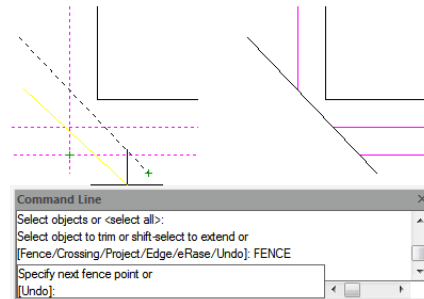 Command Line
Select objects or <select all>:
Select object to trim or shift-select to extend or
[Fence/Crossing/Project/Edge/eRase/Undo]: FENCE
Specify next fence point or
[Undo]: